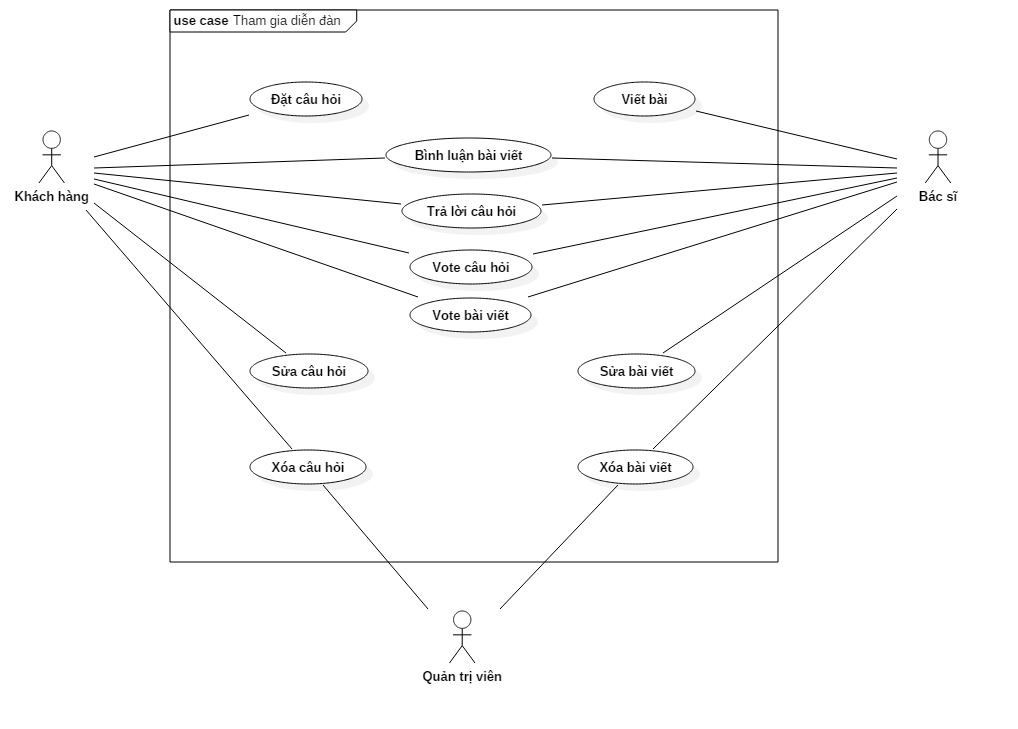 use case Tham gia diễn đàn
Đặt câu hỏi
Viết bài
Bình luận bài viết
Khách hàng
Bác sĩ
Trả lời câu hỏi
Vote câu hỏi
Vote bài viết
Sửa câu hỏi
Sửa bài viết
Xóa câu hỏi
Xóa bài viết
Quản trị viên